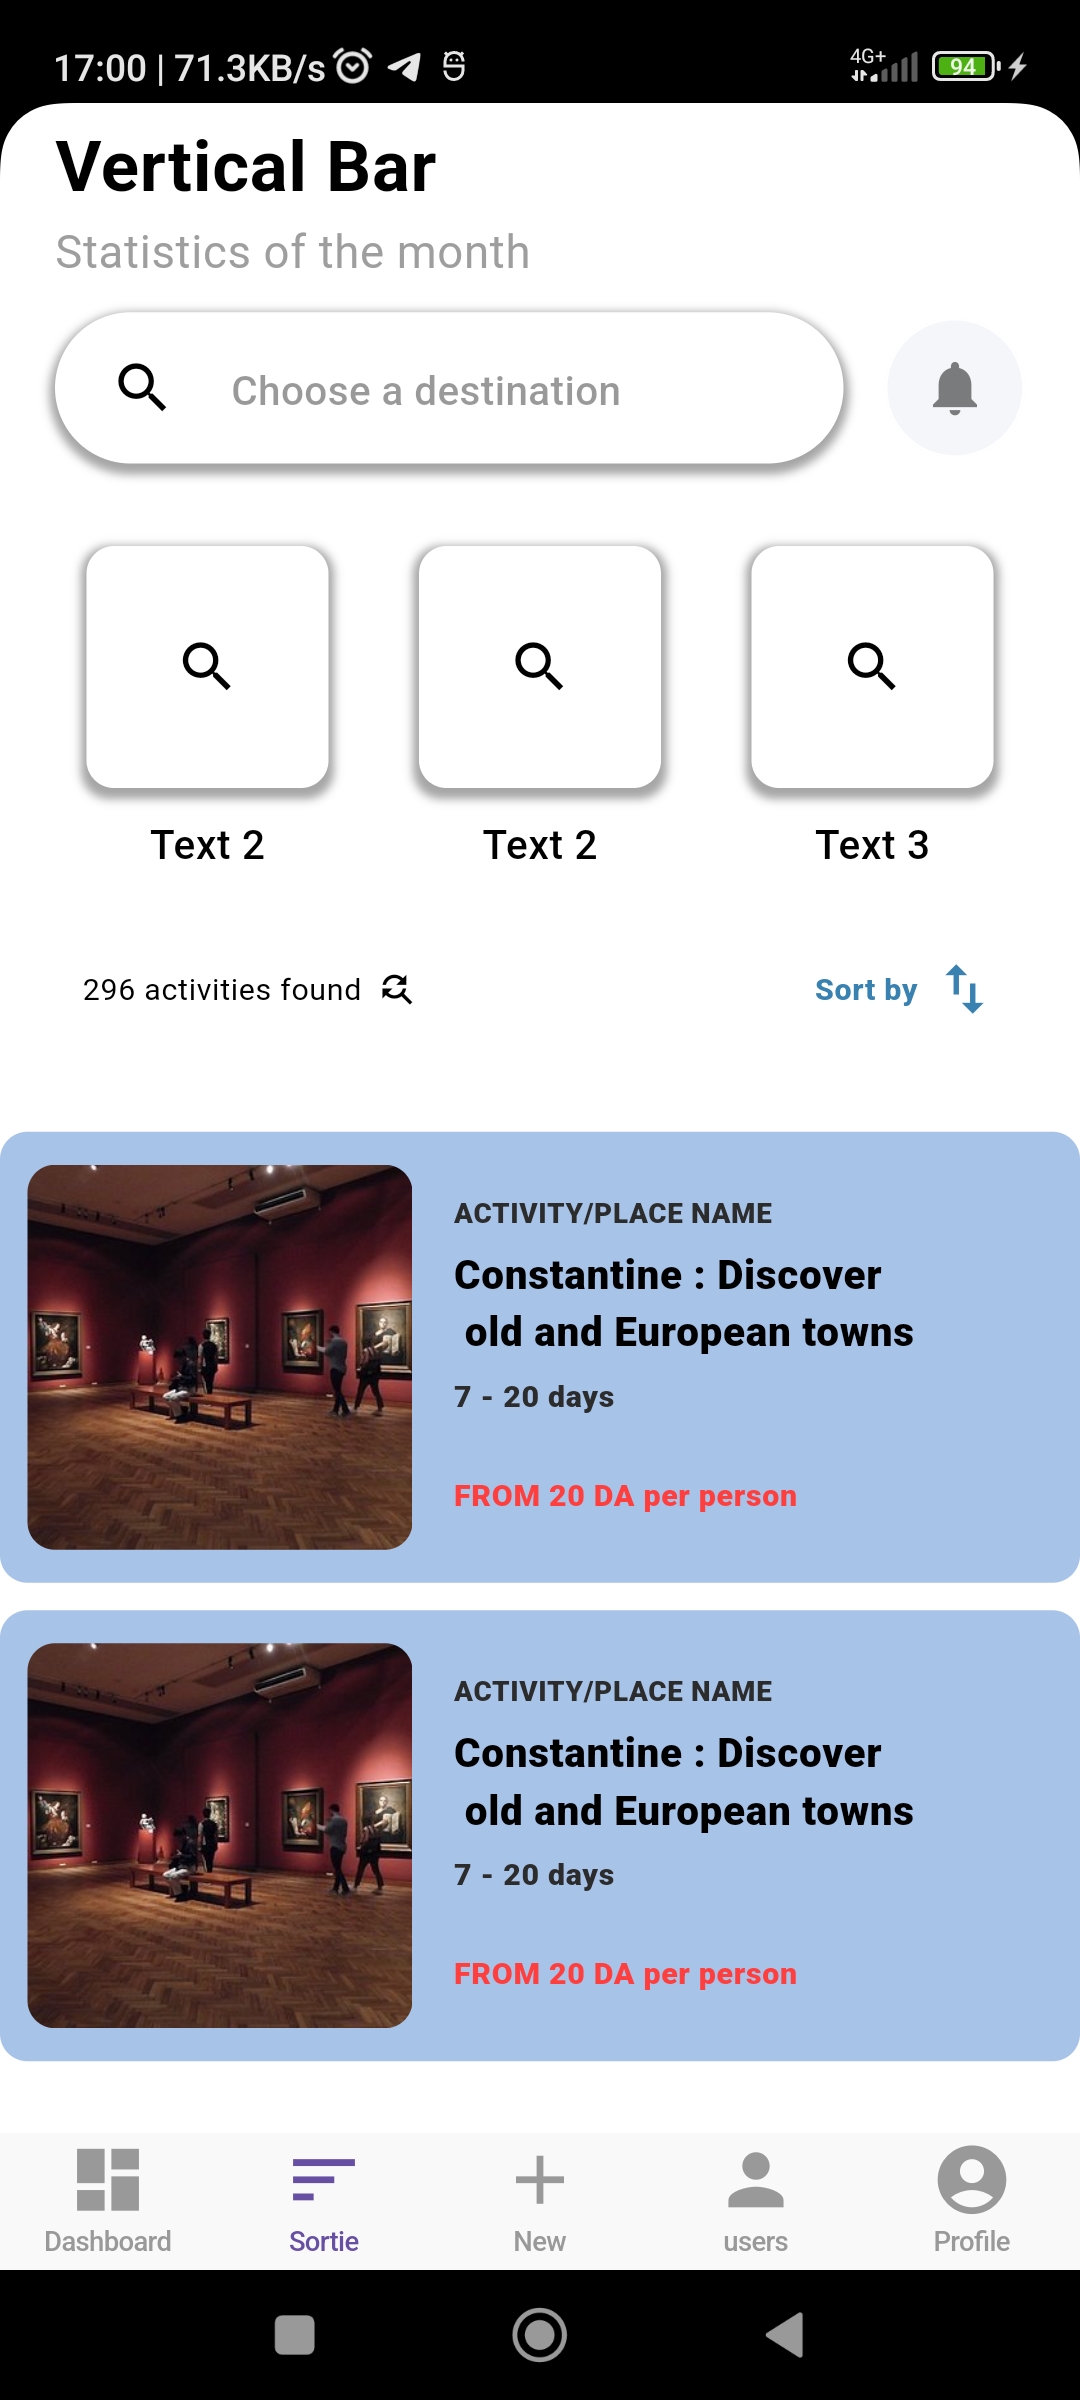 17:00 | 71.3KB/s
4G+
94
Vertical Bar
Statistics of the month
Choose a destination
Text 2
Text 2
Text 3
296 activities found
Sort by
ACTIVITY/PLACE NAME
Constantine : Discover
old and European towns
7 - 20 days
FROM 20 DA per person
ACTIVITY/PLACE NAME
Constantine : Discover
old and European towns
7 - 20 days
FROM 20 DA per person
Dashboard
Sortie
New
users
Profile